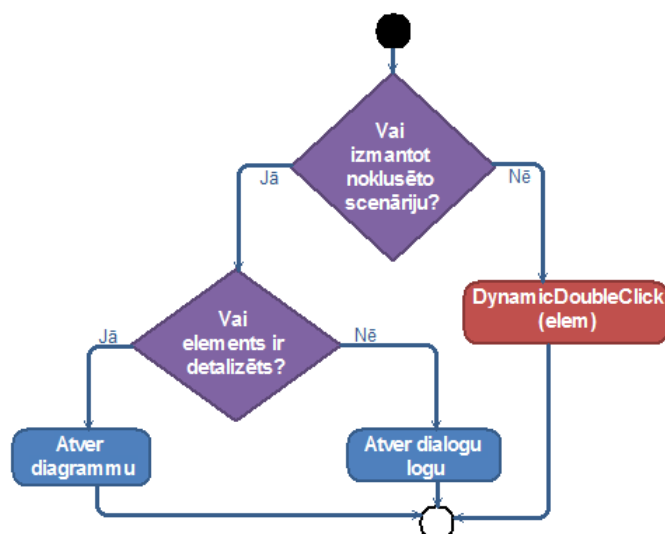 Vai
izmantot
noklusēto
scenāriju?
Jā
Nē
DynamicDoubleClick
(elem)
Vai
elements ir
detalizēts?
Jā
Nē
Atver
diagrammu
Atver dialogu
logu